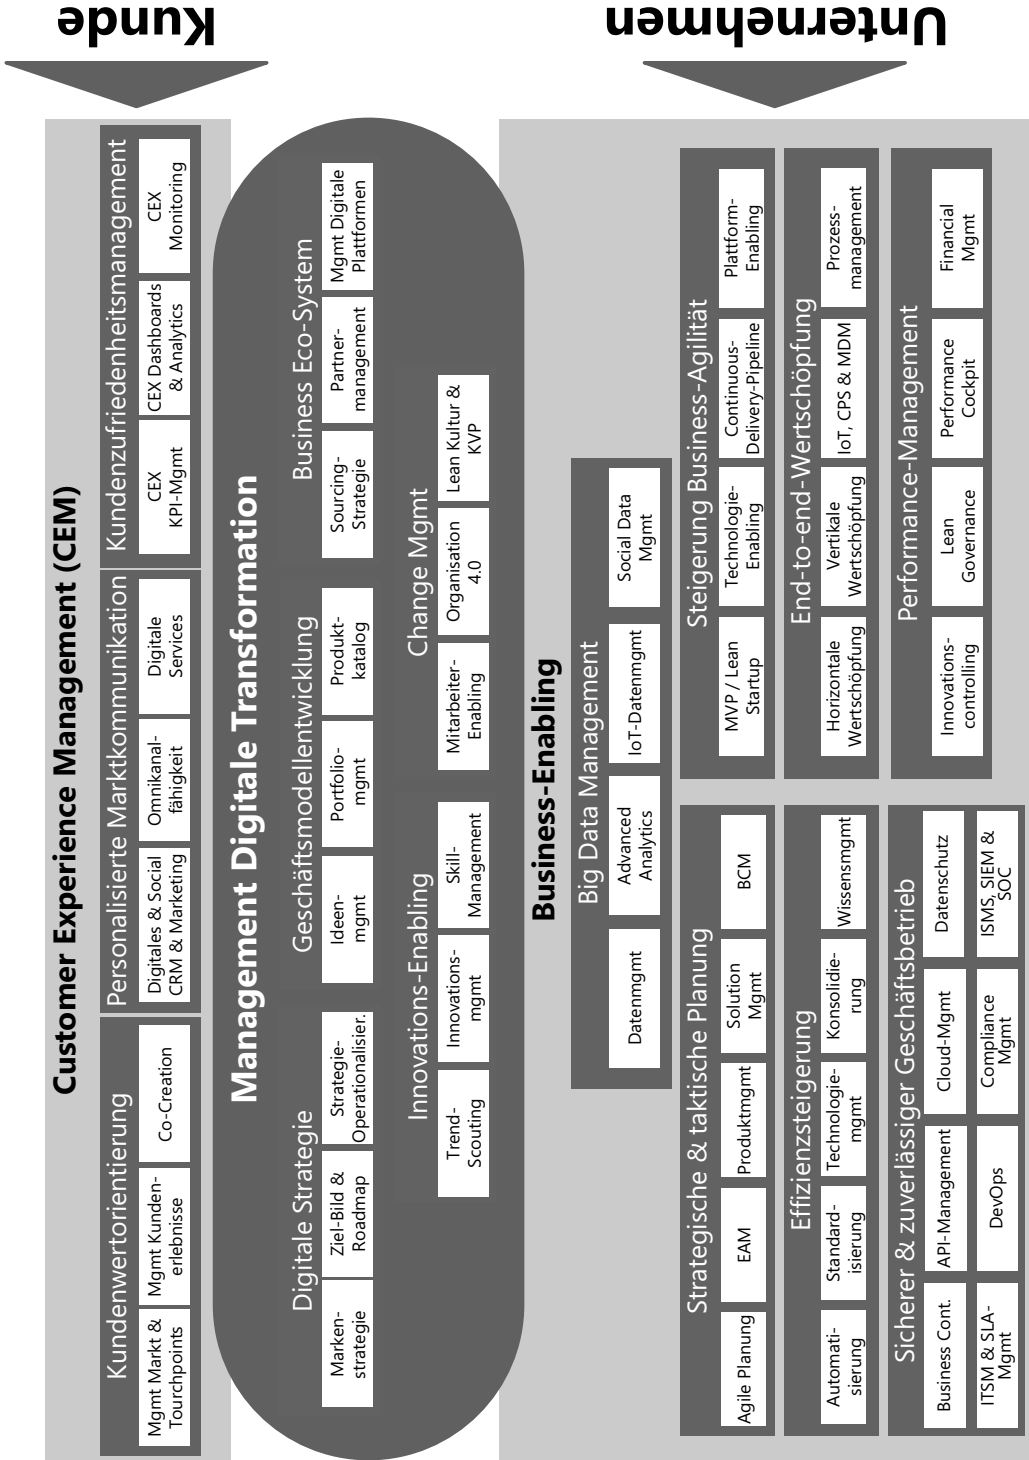 Kunde
Unternehmen
Customer Experience Management (CEM)
Kundenwertorientierung
Mgmt Markt &
Tourchpoints
Mgmt Kunden-
erlebnisse
Co-Creation
Personalisierte Marktkommunikation
Digitales & Social
CRM & Marketing
Omnikanal-
fähigkeit
Digitale
Services
Kundenzufriedenheitsmanagement
CEX
KPI-Mgmt
CEX Dashboards
& Analytics
CEX
Monitoring
Management Digitale Transformation
Digitale Strategie
Marken-
strategie
Ziel-Bild &
Roadmap
Strategie-
Operationalisier.
Geschäftsmodellentwicklung
Ideen-
mgmt
Portfolio-
mgmt
Produkt-
katalog
Business Eco-System
Sourcing-
Strategie
Partner-
management
Mgmt Digitale
Plattformen
Innovations-Enabling
Trend-
Scouting
Innovations-
mgmt
Skill-
Management
Change Mgmt
Mitarbeiter-
Enabling
Organisation
4.0
Lean Kultur &
KVP
Business-Enabling
Big Data Management
Datenmgmt
Advanced
Analytics
IoT-Datenmgmt
Social Data
Mgmt
Strategische & taktische Planung
Agile Planung
EAM
Produktmgmt
Solution
Mgmt
BCM
Steigerung Business-Agilität
MVP / Lean
Startup
Technologie-
Enabling
Continuous-
Delivery-Pipeline
Plattform-
Enabling
Effizienzsteigerung
Automati-
sierung
Standard-
isierung
Technologie-
mgmt
Konsolidie-
rung
Wissensmgmt
End-to-end-Wertschöpfung
Horizontale
Wertschöpfung
Vertikale
Wertschöpfung
IoT, CPS & MDM
Prozess-
management
Sicherer & zuverlässiger Geschäftsbetrieb
Business Cont.
API-Management
Cloud-Mgmt
Datenschutz
ITSM & SLA-
Mgmt
DevOps
Compliance
Mgmt
ISMS, SIEM &
SOC
Performance-Management
Innovations-
controlling
Lean
Governance
Performance
Cockpit
Financial
Mgmt